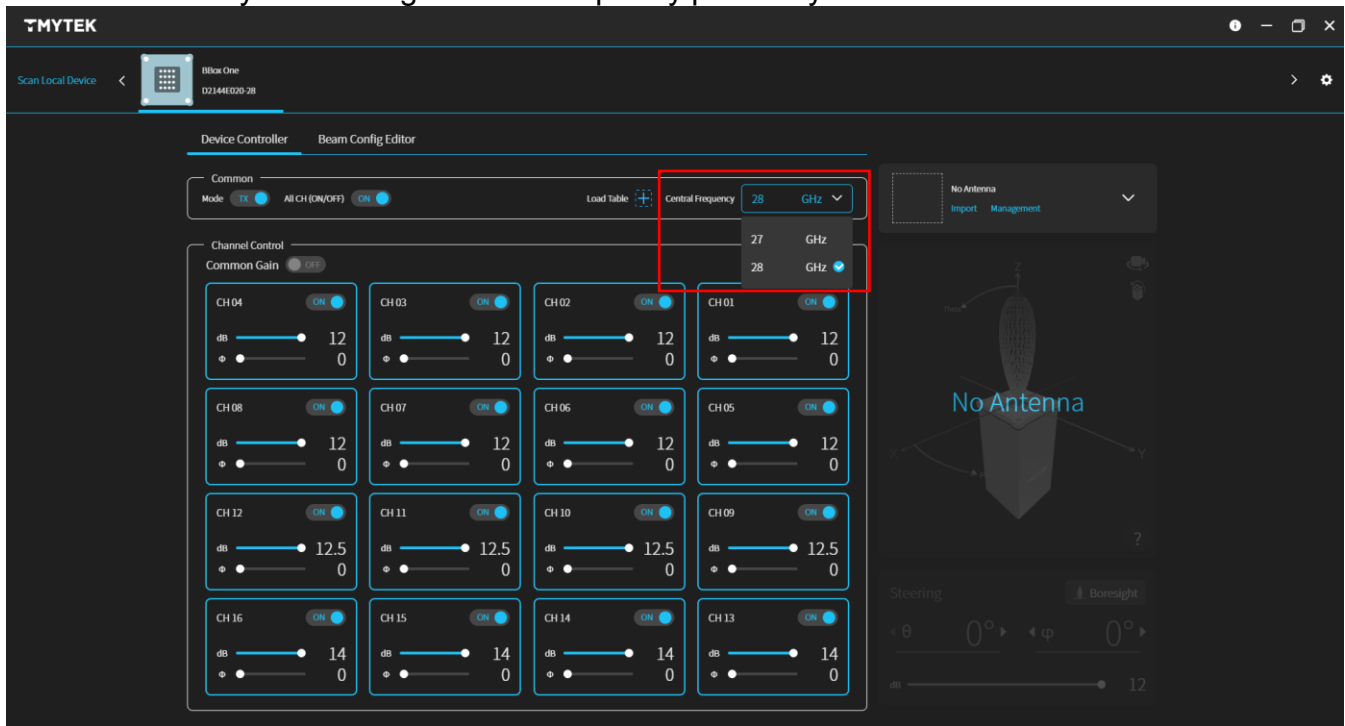 TMYTEK
Scan Local Device
BBox One
D2144E020-28
Device Controller Beam Config Editor
Common
Mode TX All CH (ON/OFF) ON Load Table Central Frequency 28 GHz
27 GHz
28 GHz
No Antenna
Import Management
Channel Control
Common Gain OFF
CH 04 ON CH 03 ON CH 02 ON CH 01 ON
dB 12 dB 12 dB 12 dB 12
Φ 0 Φ 0 Φ 0 Φ 0
CH 08 ON CH 07 ON CH 06 ON CH 05 ON
dB 12 dB 12 dB 12 dB 12
Φ 0 Φ 0 Φ 0 Φ 0
CH 12 ON CH 11 ON CH 10 ON CH 09 ON
dB 12.5 dB 12.5 dB 12.5 dB 12.5
Φ 0 Φ 0 Φ 0 Φ 0
CH 16 ON CH 15 ON CH 14 ON CH 13 ON
dB 14 dB 14 dB 14 dB 14
Φ 0 Φ 0 Φ 0 Φ 0
Z
No Antenna
X Y
?
Steering Boresight
θ 0° φ 0°
dB 12